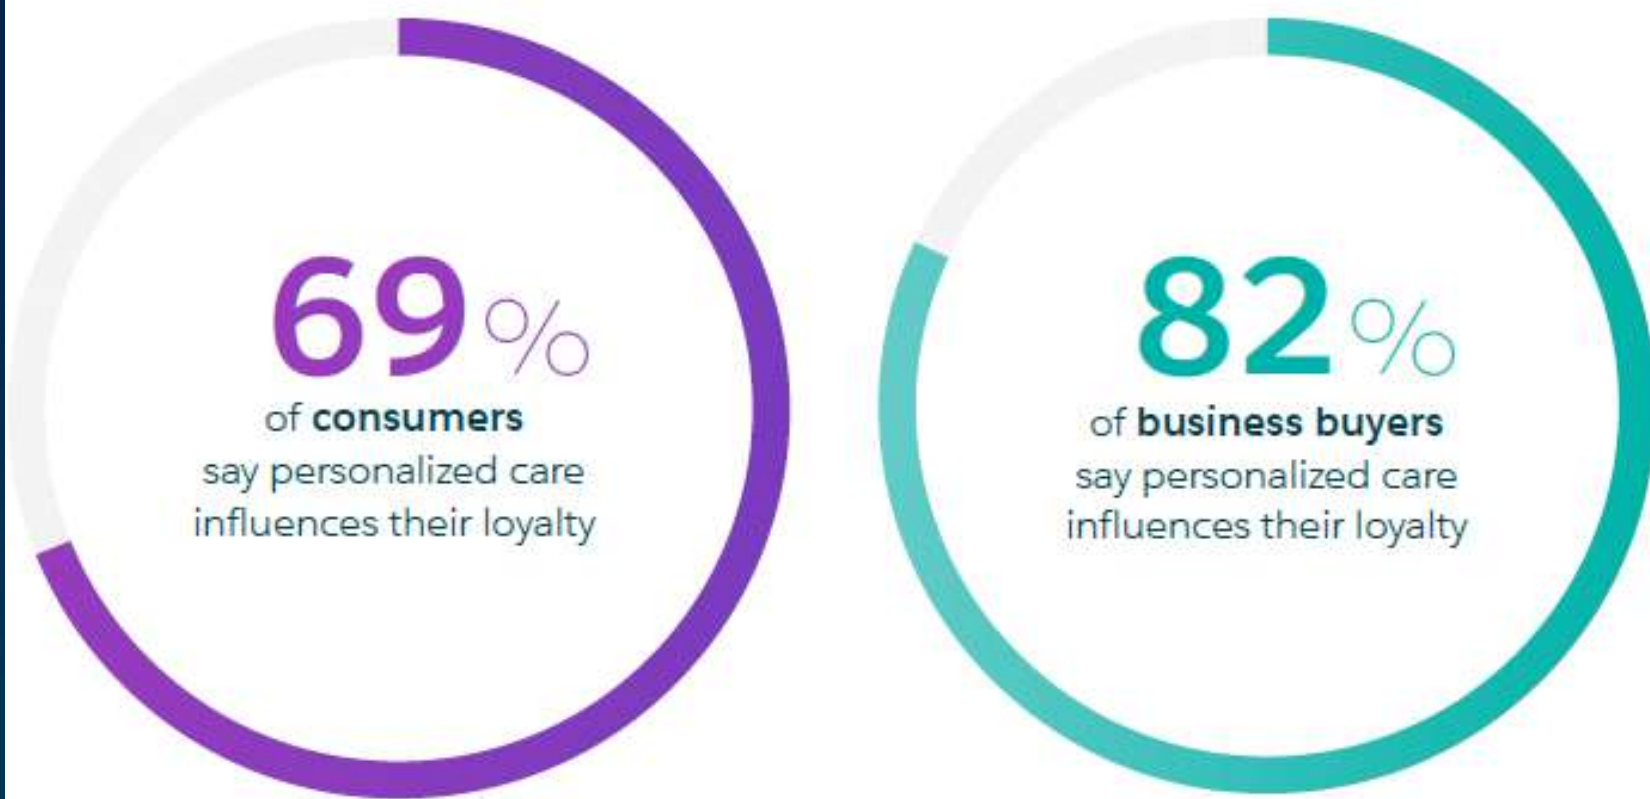 69%
of consumers
say personalized care
influences their loyalty
82%
of business buyers
say personalized care
influences their loyalty